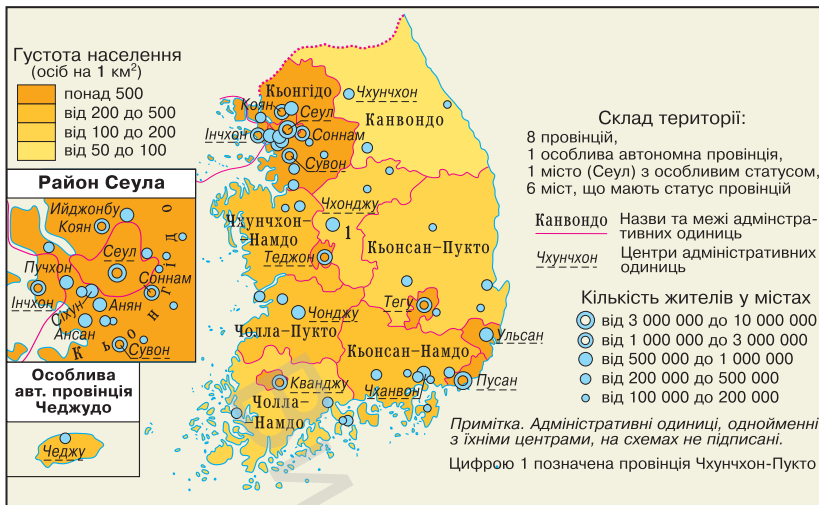 Густота населення
(осіб на 1 км²)
понад 500
від 200 до 500
від 100 до 200
від 50 до 100
Район Сеула
Ийджонбу
Коян
Сеул
Пучхон
Соннам
Інчхон
Сіхун
Анян
Ансан
Сувон
К ь о н г і д о
Особлива
авт. провінція
Чеджудо
Чеджу
Кьонгідо
Коян
Сеул
Інчхон
Соннам
Сувон
Чхунчхон
Канвондо
Чхонджу
Чхунчхон-
-Намдо
1
Теджон
Кьонсан-Пукто
Тегу
Чонджу
Чолла-Пукто
Ульсан
Кьонсан-Намдо
Кванджу
Чханвон
Пусан
Чолла-
-Намдо
Склад території:
8 провінцій,
1 особлива автономна провінція,
1 місто (Сеул) з особливим статусом,
6 міст, що мають статус провінцій
Канвондо Назви та межі адмінстра-
тивних одиниць
Чхунчхон Центри адміністративних
одиниць
Кількість жителів у містах
від 3 000 000 до 10 000 000
від 1 000 000 до 3 000 000
від 500 000 до 1 000 000
від 200 000 до 500 000
від 100 000 до 200 000
Примітка. Адміністративні одиниці, однойменні
з їхніми центрами, на схемах не підписані.
Цифрою 1 позначена провінція Чхунчхон-Пукто